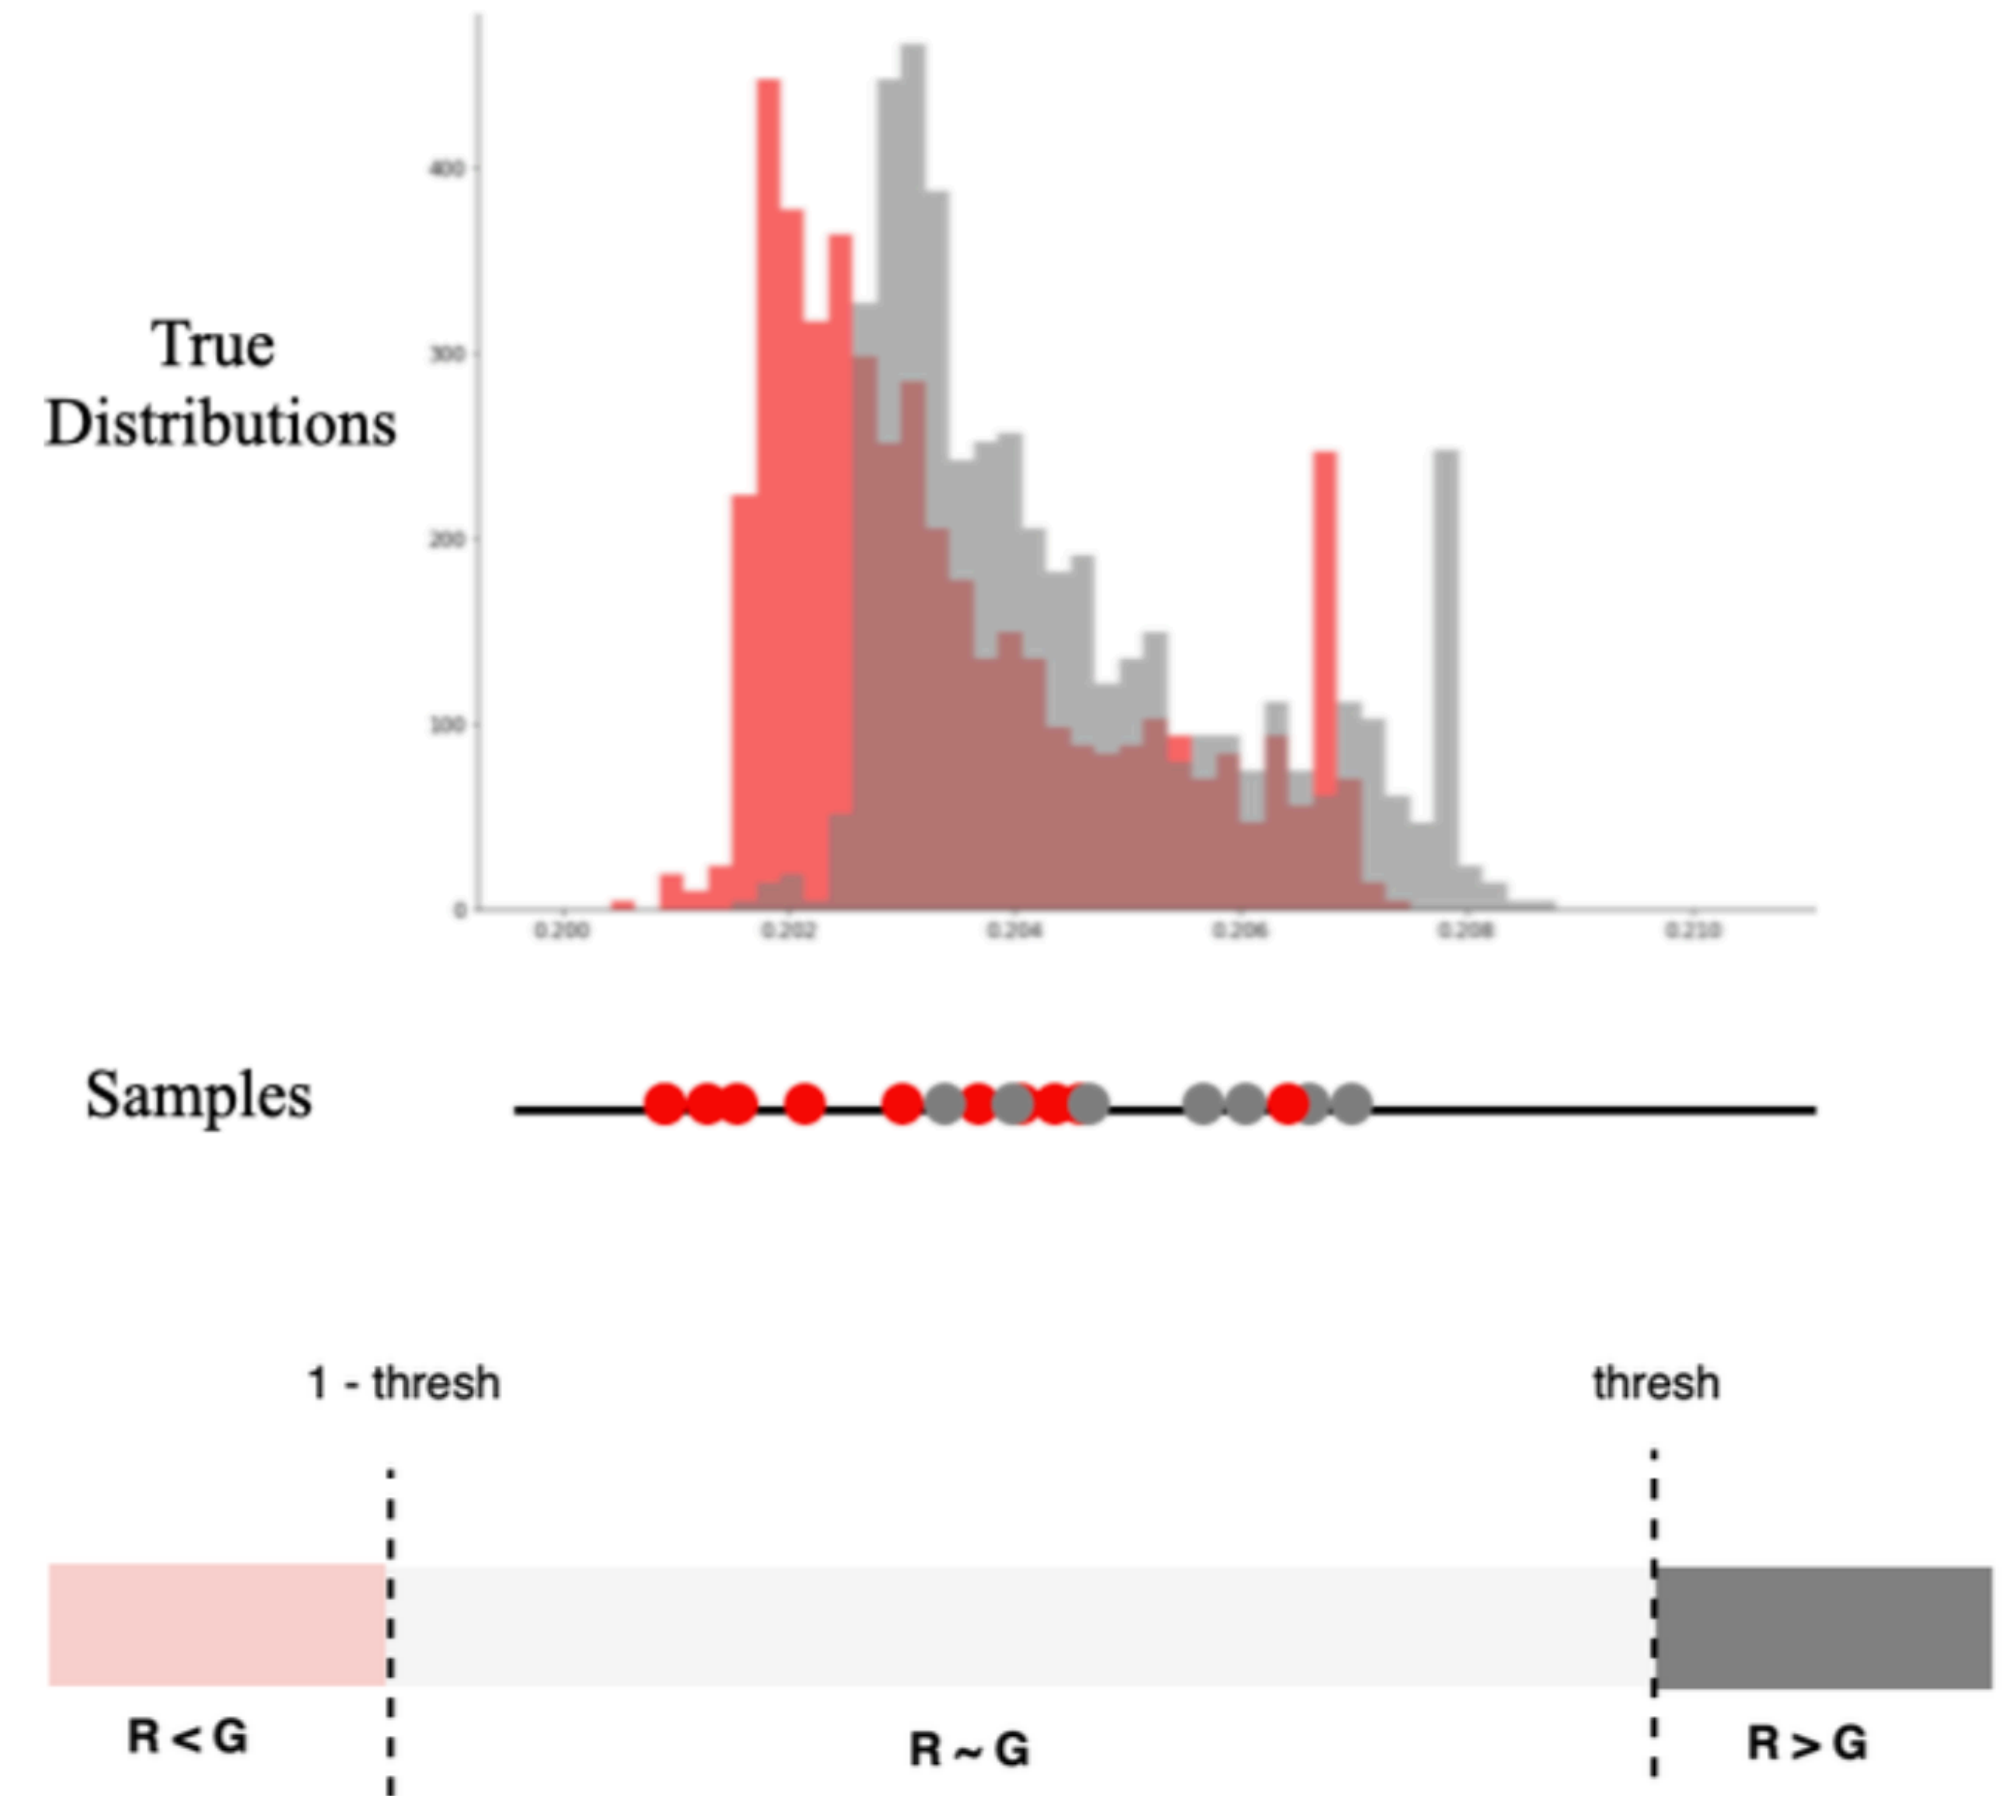 400
300
200
100
0
True
Distributions
0.200 0.202 0.204 0.206 0.208 0.210
Samples
1 - thresh thresh
R < G R ~ G R > G